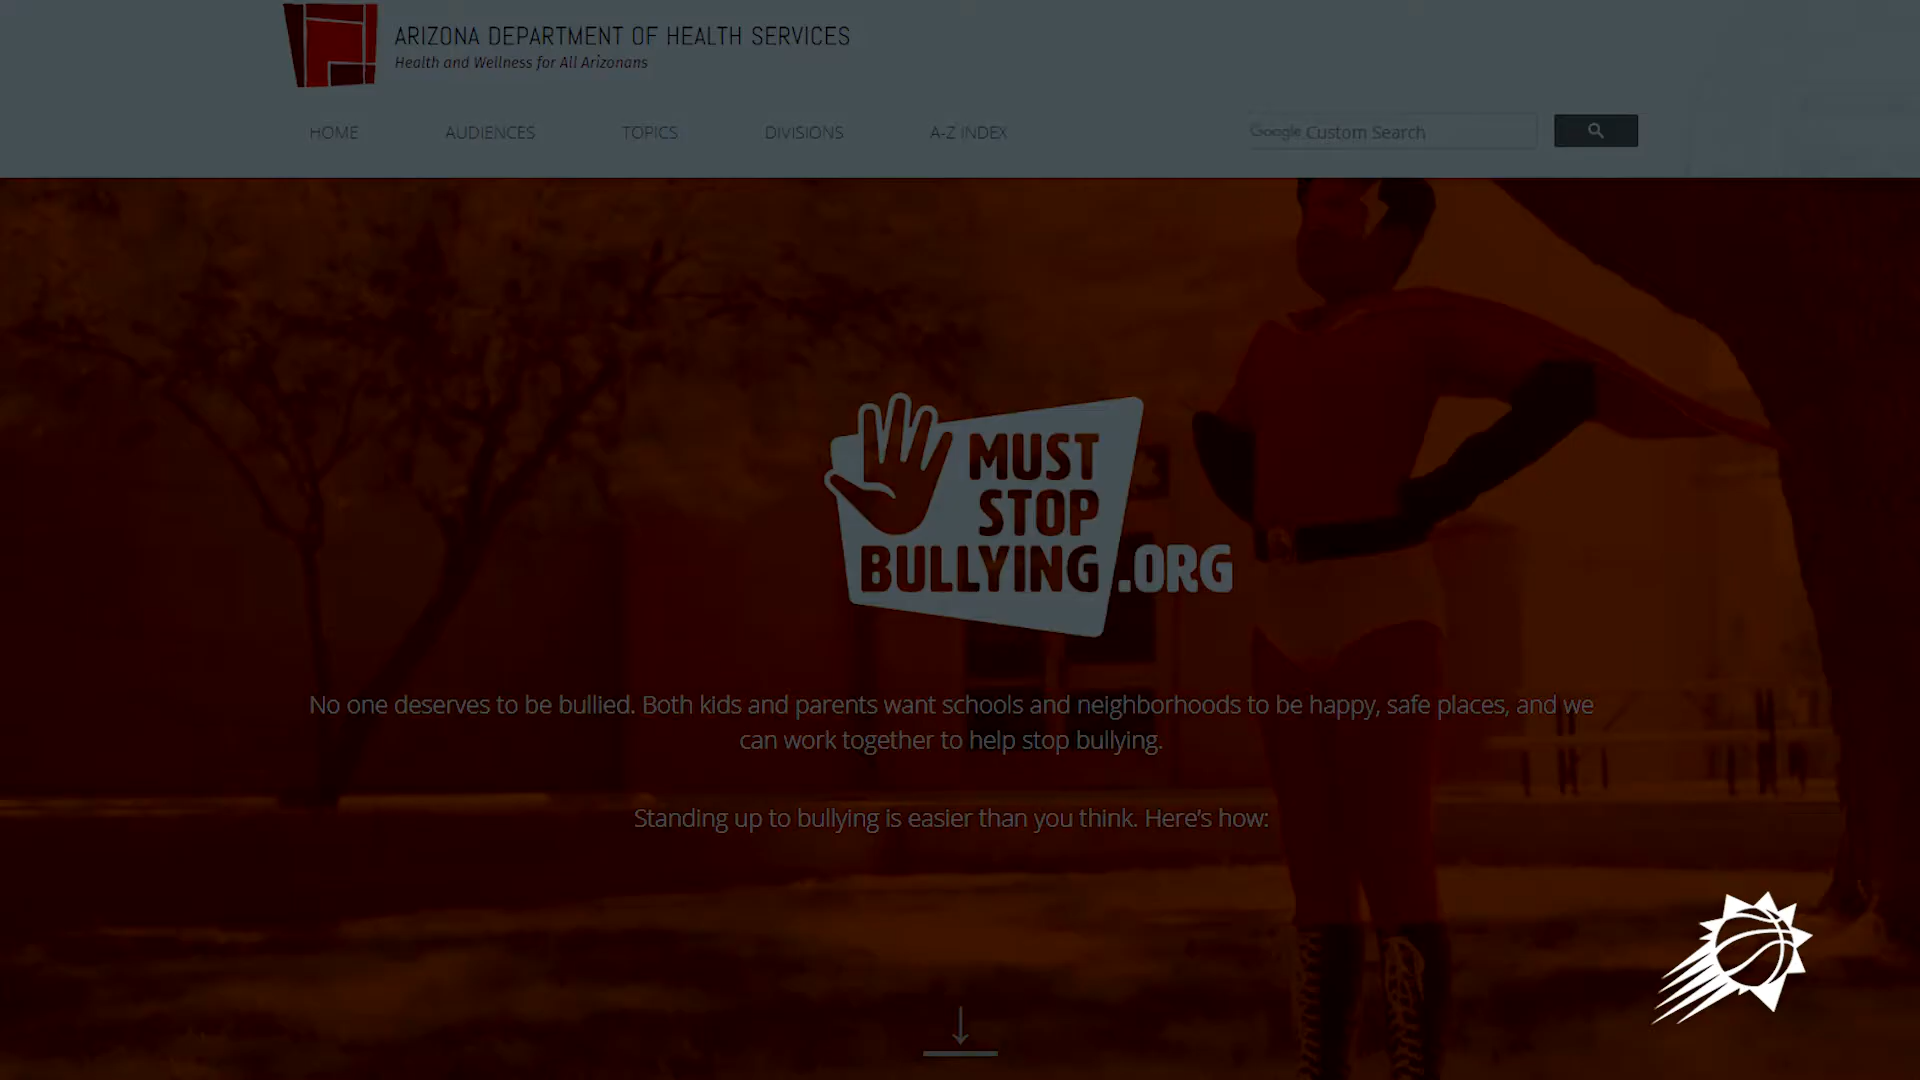 ARIZONA DEPARTMENT OF HEALTH SERVICES
Health and Wellness for All Arizonans
HOME AUDIENCES TOPICS DIVISIONS A-Z INDEX
Google Custom Search
MUST
STOP
BULLYING .ORG
No one deserves to be bullied. Both kids and parents want schools and neighborhoods to be happy, safe places, and we
can work together to help stop bullying.
Standing up to bullying is easier than you think. Here's how: